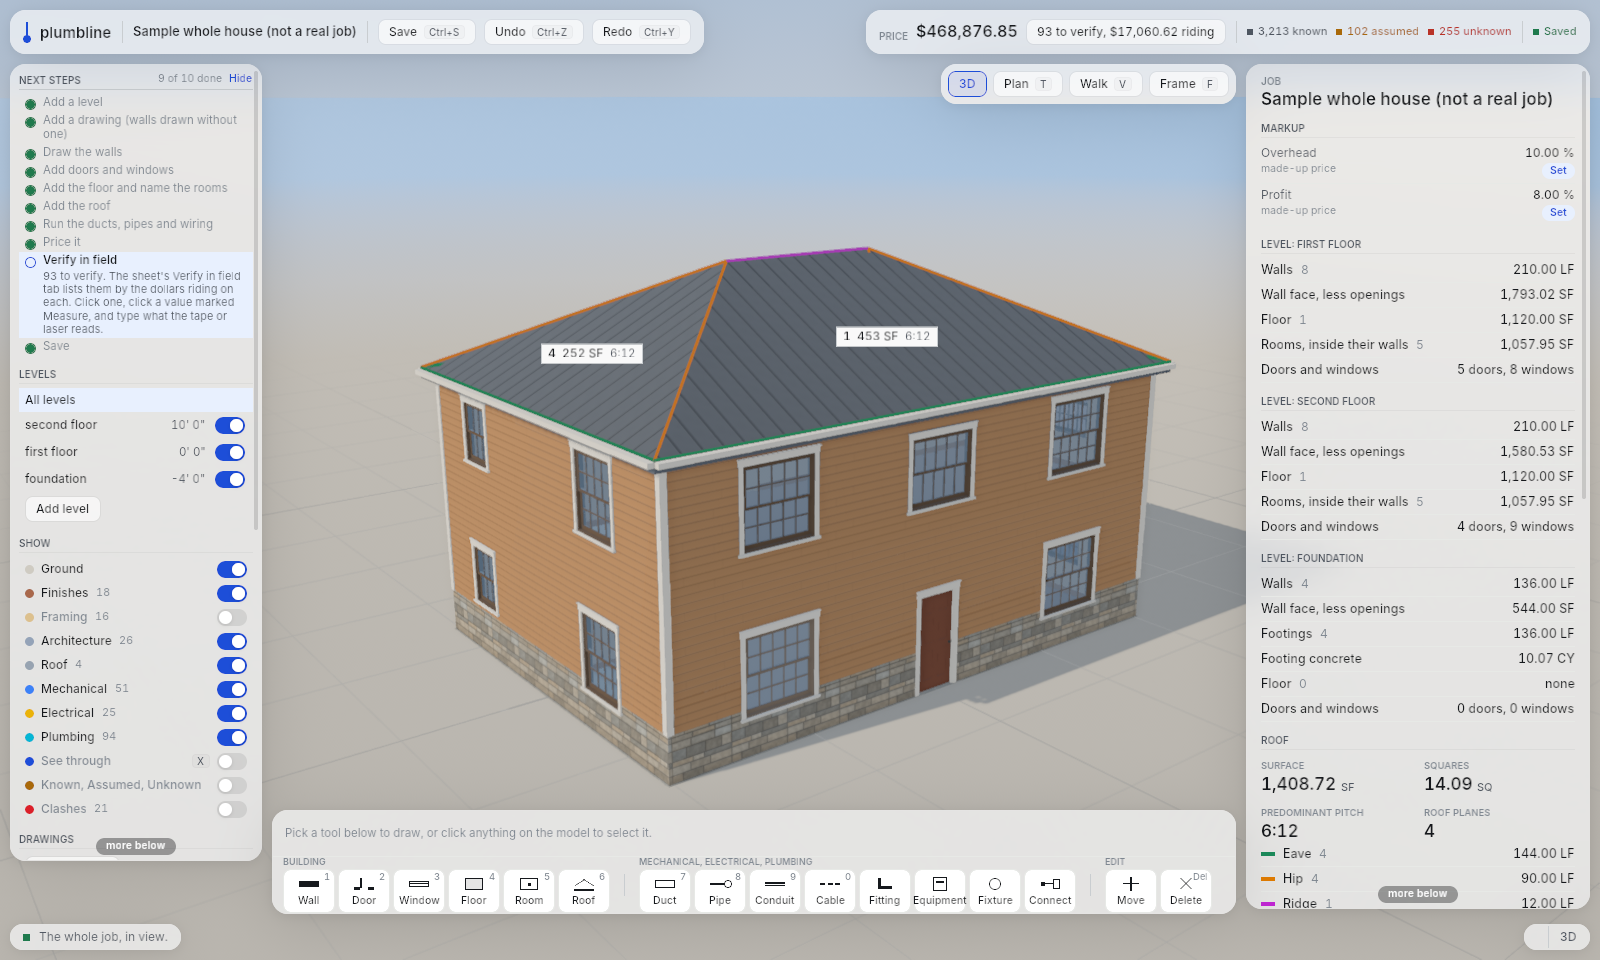 plumbline
Sample whole house (not a real job)
Save Ctrl+S
Undo Ctrl+Z
Redo Ctrl+Y
PRICE $468,876.85
93 to verify, $17,060.62 riding
3,213 known
102 assumed
255 unknown
Saved
NEXT STEPS 9 of 10 done Hide
Add a level
Add a drawing (walls drawn without
one)
Draw the walls
Add doors and windows
Add the floor and name the rooms
Add the roof
Run the ducts, pipes and wiring
Price it
Verify in field
93 to verify. The sheet's Verify in field
tab lists them by the dollars riding on
each. Click one, click a value marked
Measure, and type what the tape or
laser reads.
Save
LEVELS
All levels
second floor 10' 0"
first floor 0' 0"
foundation -4' 0"
Add level
SHOW
Ground
Finishes 18
Framing 16
Architecture 26
Roof 4
Mechanical 51
Electrical 25
Plumbing 94
See through X
Known, Assumed, Unknown
Clashes 21
DRAWINGS
more below
3D
Plan T
Walk V
Frame F
4 252 SF 6:12
1 453 SF 6:12
Pick a tool below to draw, or click anything on the model to select it.
BUILDING
Wall 1
Door 2
Window 3
Floor 4
Room 5
Roof 6
MECHANICAL, ELECTRICAL, PLUMBING
Duct 7
Pipe 8
Conduit 9
Cable 0
Fitting
Equipment
Fixture
Connect
EDIT
Move
Delete Del
JOB
Sample whole house (not a real job)
MARKUP
Overhead 10.00 %
made-up price Set
Profit 8.00 %
made-up price Set
LEVEL: FIRST FLOOR
Walls 8 210.00 LF
Wall face, less openings 1,793.02 SF
Floor 1 1,120.00 SF
Rooms, inside their walls 5 1,057.95 SF
Doors and windows 5 doors, 8 windows
LEVEL: SECOND FLOOR
Walls 8 210.00 LF
Wall face, less openings 1,580.53 SF
Floor 1 1,120.00 SF
Rooms, inside their walls 5 1,057.95 SF
Doors and windows 4 doors, 9 windows
LEVEL: FOUNDATION
Walls 4 136.00 LF
Wall face, less openings 544.00 SF
Footings 4 136.00 LF
Footing concrete 10.07 CY
Floor 0 none
Doors and windows 0 doors, 0 windows
ROOF
SURFACE SQUARES
1,408.72 SF 14.09 SQ
PREDOMINANT PITCH ROOF PLANES
6:12 4
Eave 4 144.00 LF
Hip 4 90.00 LF
Ridge 1 12.00 LF
more below
The whole job, in view.
3D